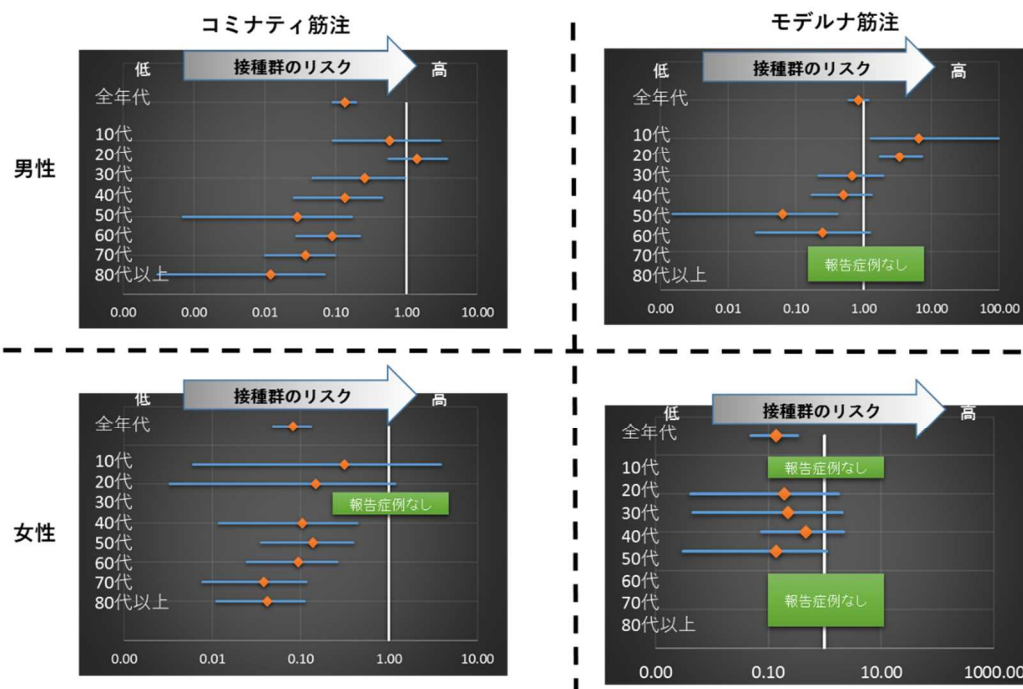 コミナティ筋注
モデルナ筋注
男性
低
接種群のリスク
高
全年代
10代
20代
30代
40代
50代
60代
70代
80代以上
0.00
0.00
0.01
0.10
1.00
10.00
低
接種群のリスク
高
全年代
10代
20代
30代
40代
50代
60代
70代
80代以上
報告症例なし
0.00
0.01
0.10
1.00
10.00
100.00
女性
低
接種群のリスク
高
全年代
10代
20代
30代
報告症例なし
40代
50代
60代
70代
80代以上
0.00
0.01
0.10
1.00
10.00
低
接種群のリスク
高
全年代
10代
報告症例なし
20代
30代
40代
50代
60代
70代
報告症例なし
80代以上
0.00
0.10
10.00
1000.00